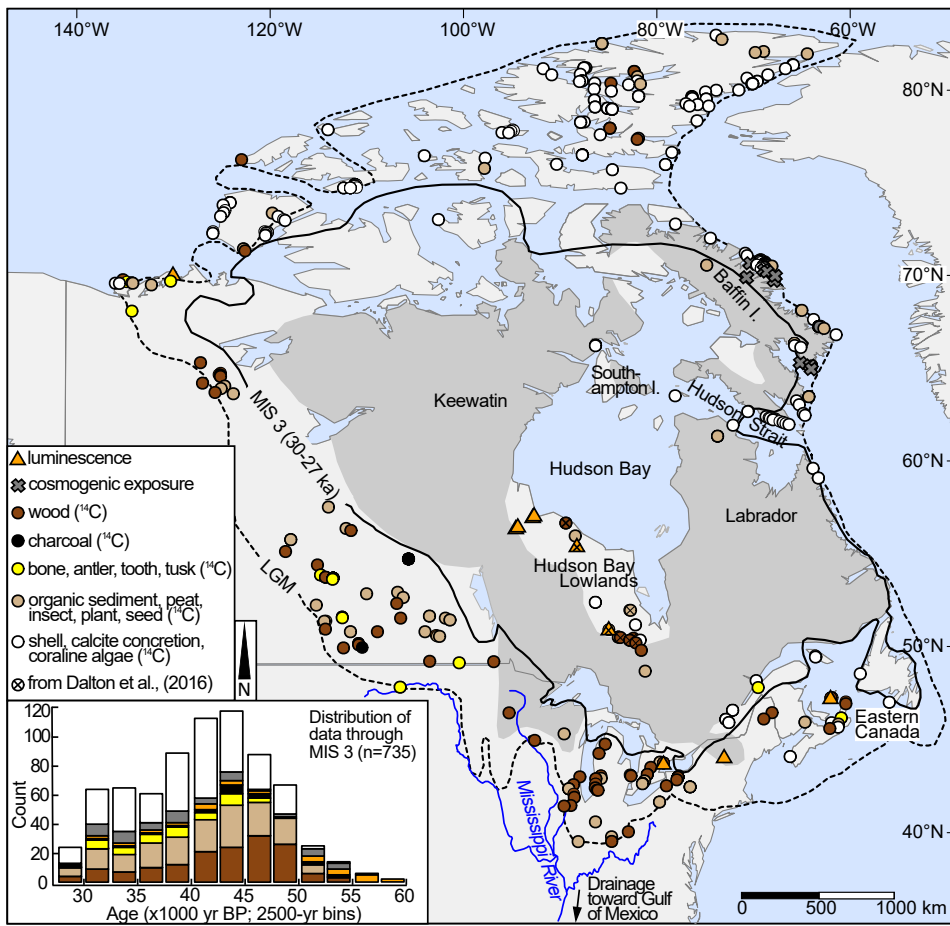 140°W
120°W
100°W
80°W
60°W
80°N
70°N
Baffin I.
South-
ampton I.
Keewatin
Hudson Strait
MIS 3 (30-27 ka)
60°N
Hudson Bay
Labrador
Hudson Bay
Lowlands
LGM
50°N
N
Eastern
Canada
40°N
Mississippi River
Drainage
toward Gulf
of Mexico
0 500 1000 km
luminescence
cosmogenic exposure
wood (¹⁴C)
charcoal (¹⁴C)
bone, antler, tooth, tusk (¹⁴C)
organic sediment, peat,
insect, plant, seed (¹⁴C)
shell, calcite concretion,
coraline algae (¹⁴C)
from Dalton et al., (2016)
Distribution of
data through
MIS 3 (n=735)
Count
120
100
80
60
40
20
0
30 35 40 45 50 55 60
Age (x1000 yr BP; 2500-yr bins)